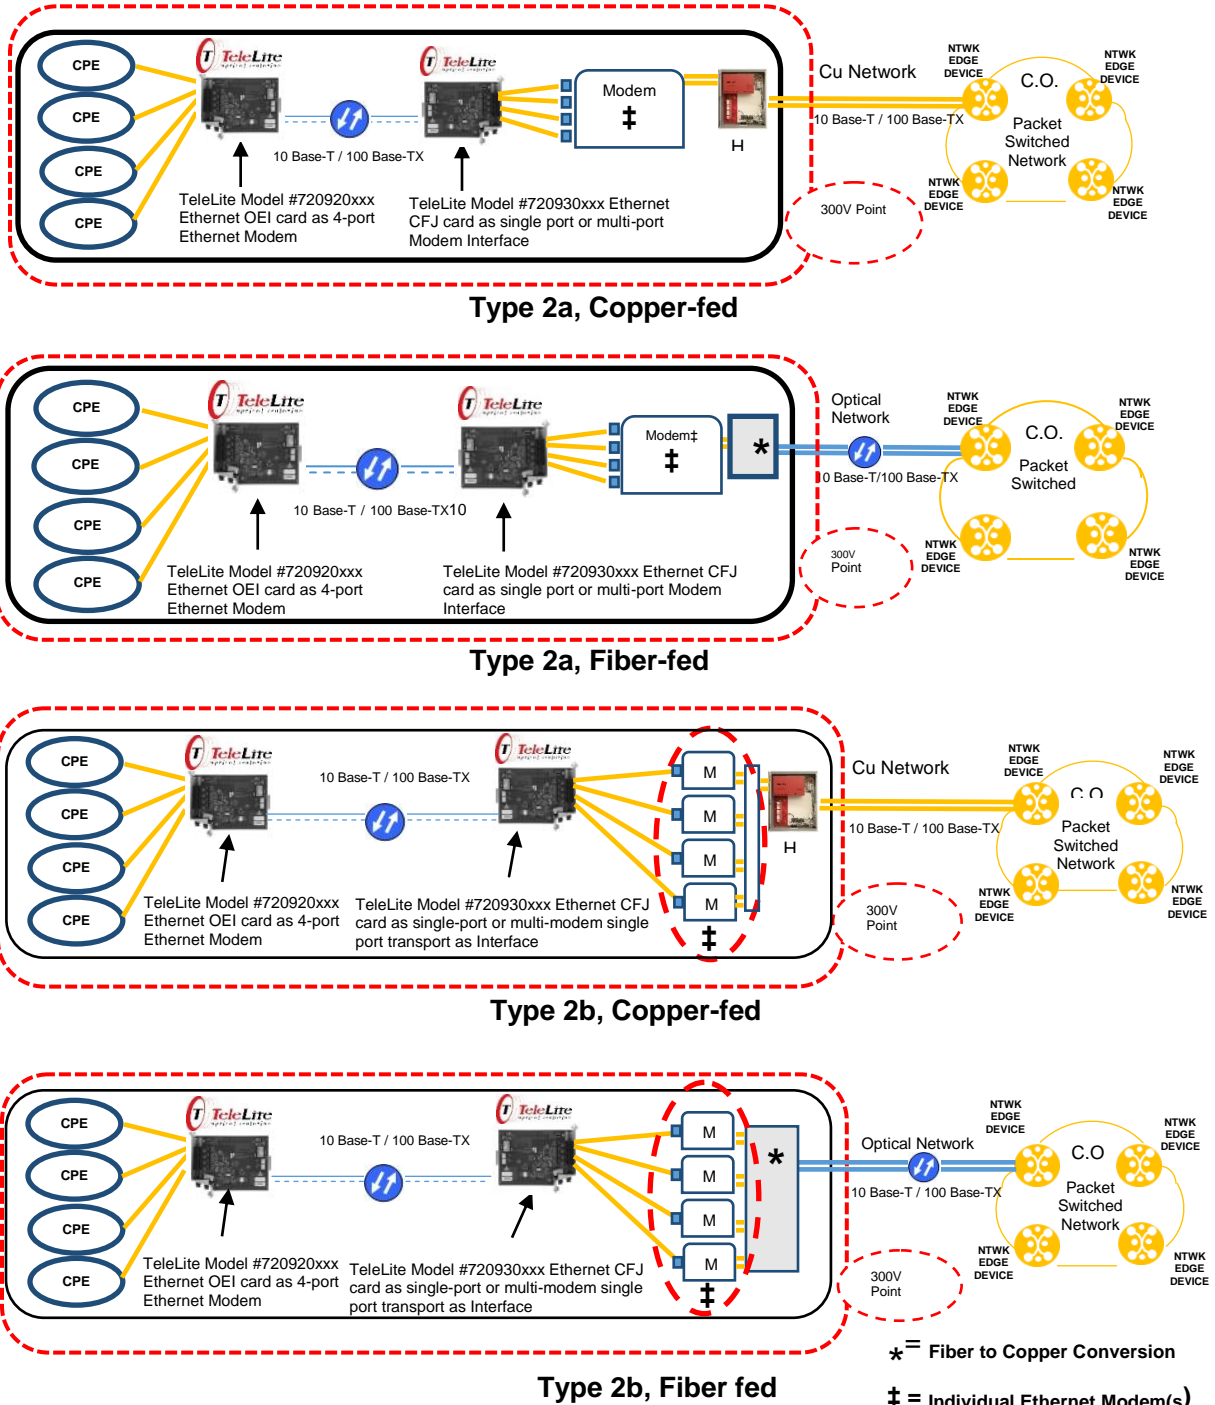 CPE
CPE
CPE
CPE
T TeleLite
T TeleLite
10 Base-T / 100 Base-TX
TeleLite Model #720920xxx
Ethernet OEI card as 4-port
Ethernet Modem
TeleLite Model #720930xxx Ethernet
CFJ card as single port or multi-port
Modem Interface
Modem
‡
H
Cu Network
10 Base-T / 100 Base-TX
300V Point
NTWK
EDGE
DEVICE
C.O.
NTWK
EDGE
DEVICE
Packet
Switched
Network
NTWK
EDGE
DEVICE
NTWK
EDGE
DEVICE
Type 2a, Copper-fed
CPE
CPE
CPE
CPE
T TeleLite
T TeleLite
10 Base-T / 100 Base-TX10
TeleLite Model #720920xxx
Ethernet OEI card as 4-port
Ethernet Modem
TeleLite Model #720930xxx Ethernet CFJ
card as single port or multi-port Modem
Interface
Modem‡
‡
*
Optical
Network
10 Base-T/100 Base-TX
300V
Point
NTWK
EDGE
DEVICE
C.O.
NTWK
EDGE
DEVICE
Packet
Switched
NTWK
EDGE
DEVICE
NTWK
EDGE
DEVICE
Type 2a, Fiber-fed
CPE
CPE
CPE
CPE
T TeleLite
T TeleLite
10 Base-T / 100 Base-TX
TeleLite Model #720920xxx
Ethernet OEI card as 4-port
Ethernet Modem
TeleLite Model #720930xxx Ethernet CFJ
card as single-port or multi-modem single
port transport as Interface
M
M
M
M
‡
H
Cu Network
10 Base-T / 100 Base-TX
300V
Point
NTWK
EDGE
DEVICE
C.O
NTWK
EDGE
DEVICE
Packet
Switched
Network
NTWK
EDGE
DEVICE
NTWK
EDGE
DEVICE
Type 2b, Copper-fed
CPE
CPE
CPE
CPE
T TeleLite
T TeleLite
10 Base-T / 100 Base-TX
TeleLite Model #720920xxx
Ethernet OEI card as 4-port
Ethernet Modem
TeleLite Model #720930xxx Ethernet CFJ
card as single-port or multi-modem single
port transport as Interface
M
M
M
M
‡
*
Optical Network
10 Base-T / 100 Base-TX
300V
Point
NTWK
EDGE
DEVICE
C.O
NTWK
EDGE
DEVICE
Packet
Switched
Network
NTWK
EDGE
DEVICE
NTWK
EDGE
DEVICE
* = Fiber to Copper Conversion
Type 2b, Fiber fed
‡ = Individual Ethernet Modem(s)